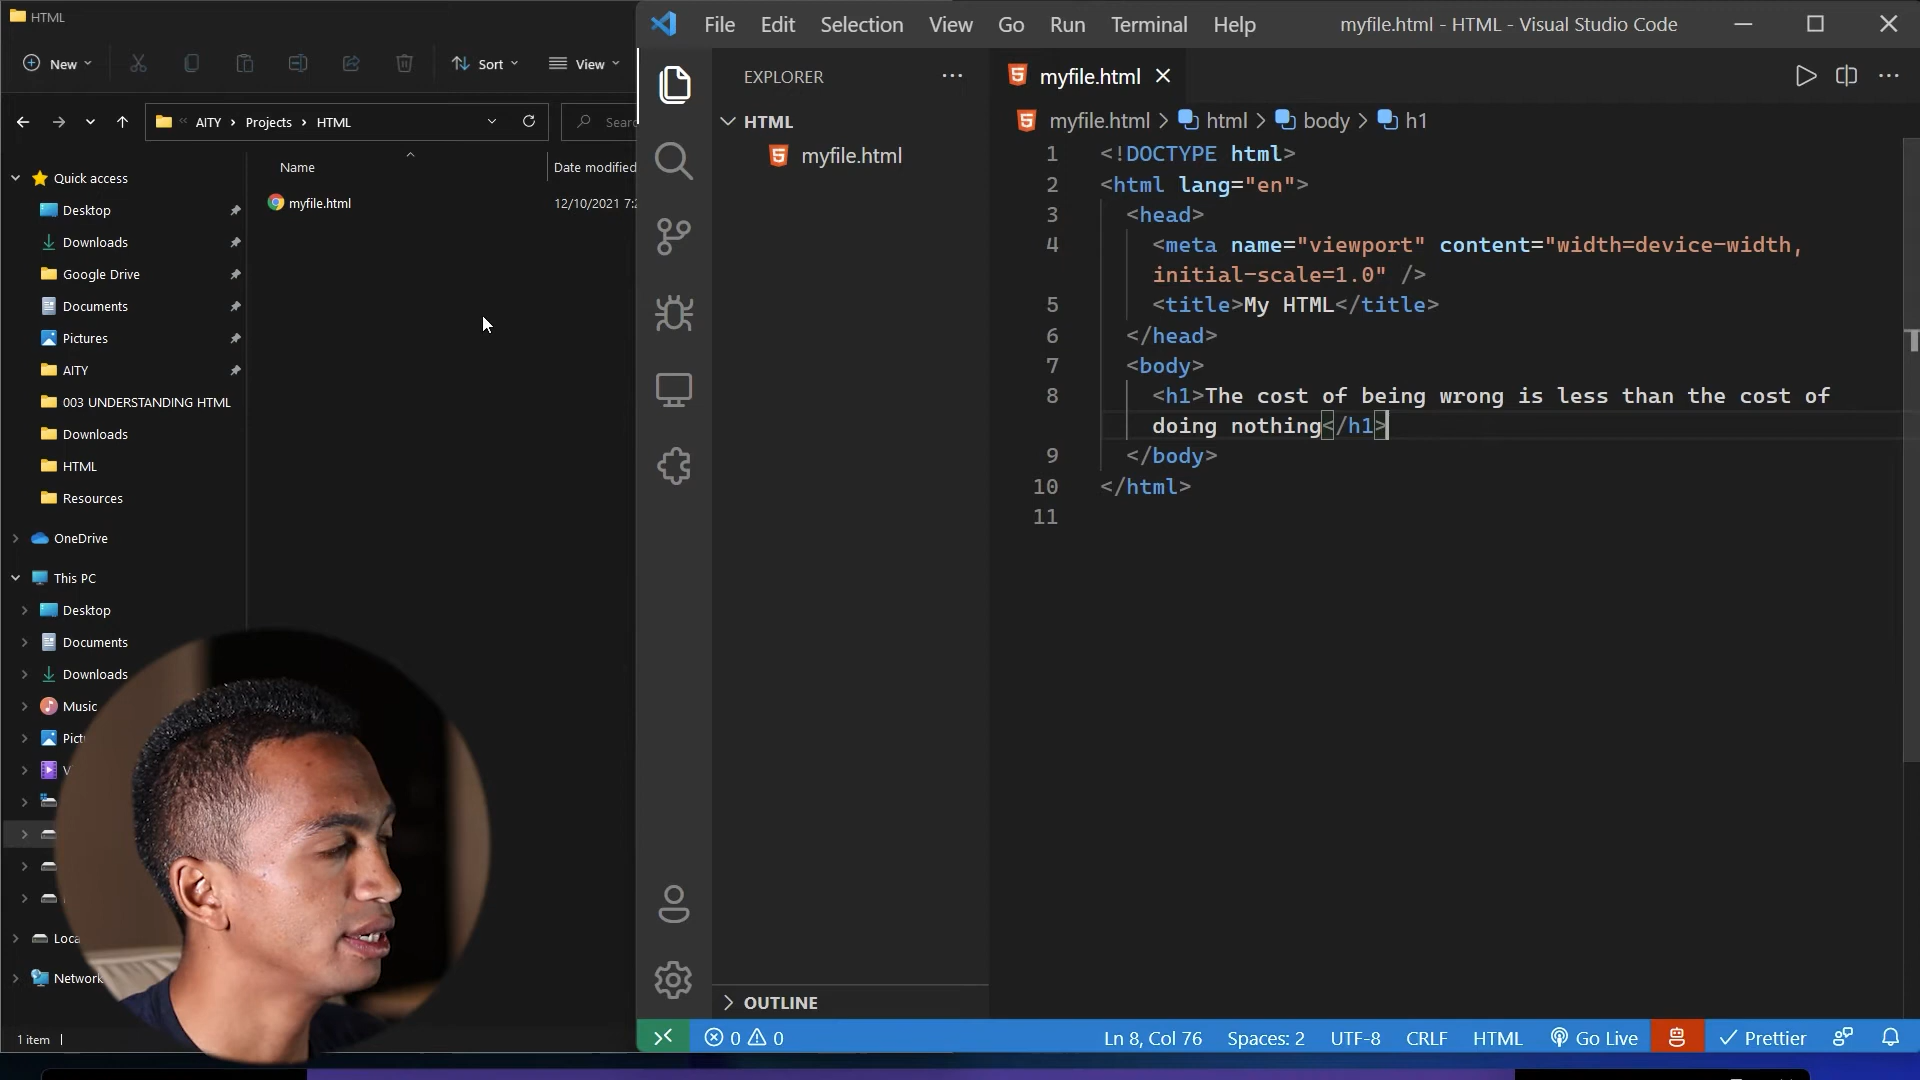 HTML
New
Sort
View
AITY > Projects > HTML
Name
Date modified
myfile.html
Quick access
Desktop
Downloads
Google Drive
Documents
Pictures
AITY
003 UNDERSTANDING HTML
Downloads
HTML
Resources
OneDrive
This PC
Desktop
Documents
Downloads
Music
Network
1 item
File Edit Selection View Go Run Terminal Help
myfile.html - HTML - Visual Studio Code
EXPLORER
HTML
myfile.html
OUTLINE
myfile.html
myfile.html > html > body > h1
1 <!DOCTYPE html>
2 <html lang="en">
3 <head>
4 <meta name="viewport" content="width=device-width,
initial-scale=1.0" />
5 <title>My HTML</title>
6 </head>
7 <body>
8 <h1>The cost of being wrong is less than the cost of
doing nothing</h1>
9 </body>
10 </html>
11
0 0
Ln 8, Col 76
Spaces: 2
UTF-8
CRLF
HTML
Go Live
Prettier